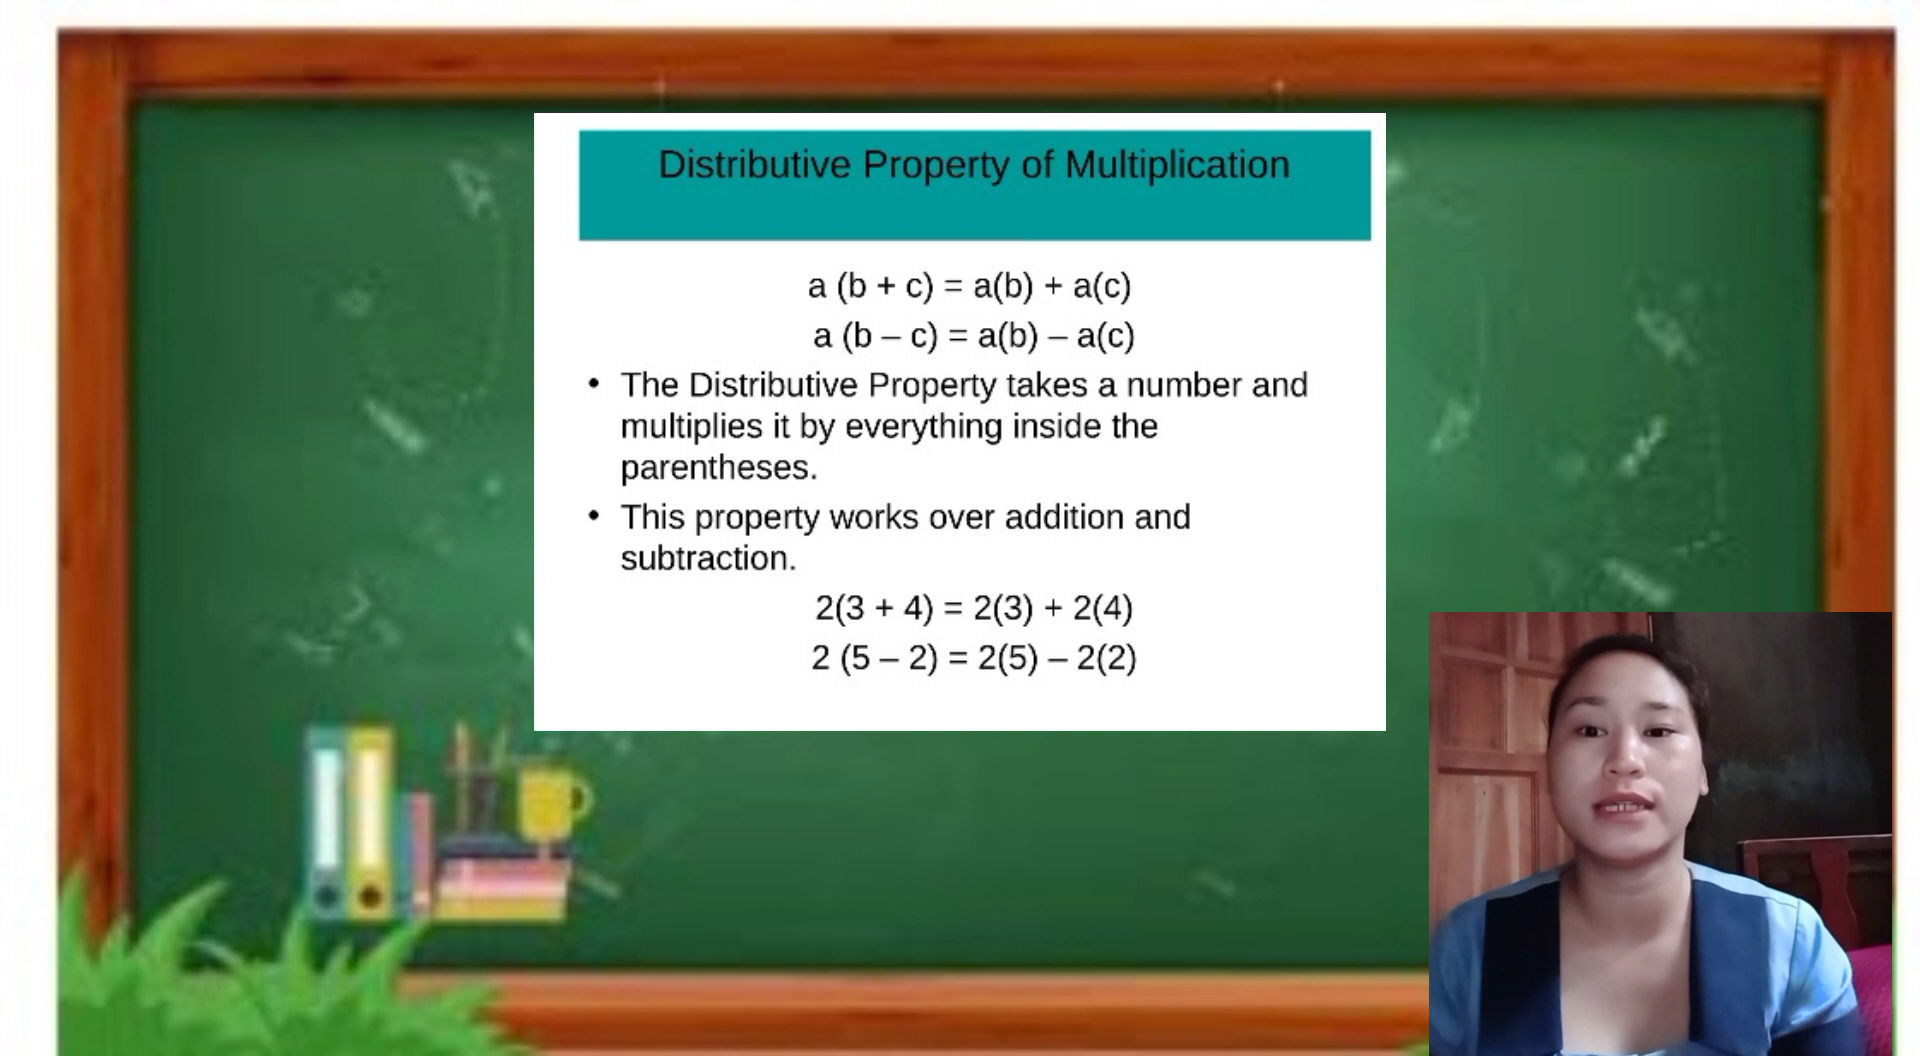 Distributive Property of Multiplication
a (b + c) = a(b) + a(c)
a (b – c) = a(b) – a(c)
• The Distributive Property takes a number and
multiplies it by everything inside the
parentheses.
• This property works over addition and
subtraction.
2(3 + 4) = 2(3) + 2(4)
2 (5 – 2) = 2(5) – 2(2)